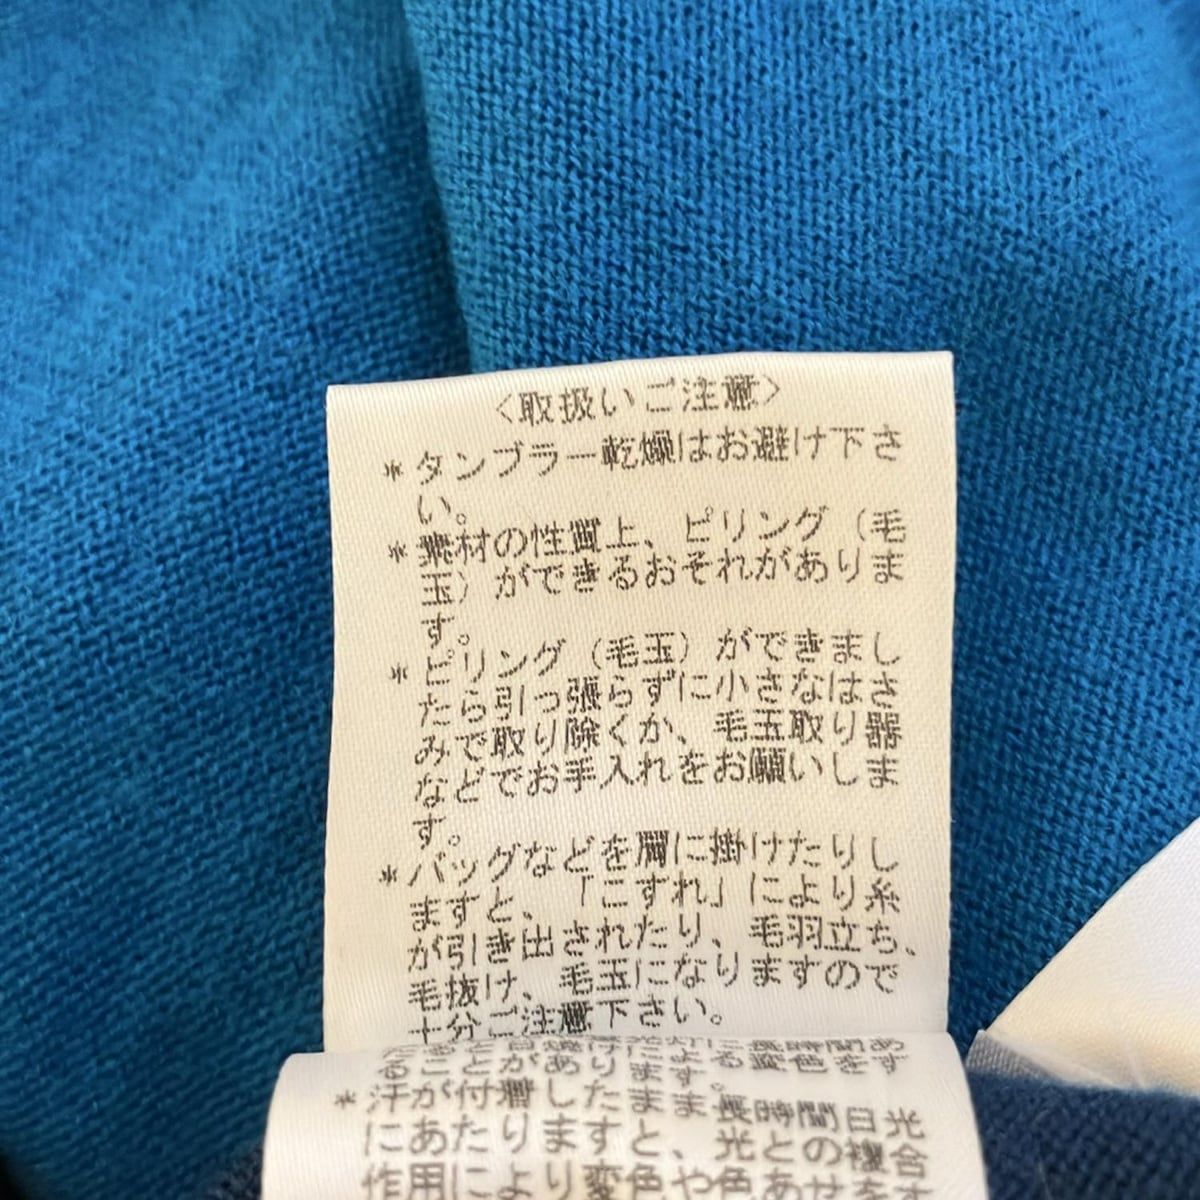 〈取扱いご注意〉
*タンブラー乾燥はお避け下さ
い。
*素材の性質上、ピリング（毛
玉）ができるおそれがありま
す。
*ピリング（毛玉）ができまし
たら引っ張らずに小さなはさ
みで取り除くか、毛玉取り器
などでお手入れをお願いしま
す。
*バッグなどを肩に掛けたりし
ますと、「こすれ」により糸
が引き出されたり、毛羽立ち、
毛抜け、毛玉になりますので
十分ご注意下さい。
*汗が付着したまま長時間日光
にあたりますと、光との複合
作用により変色や色あせを